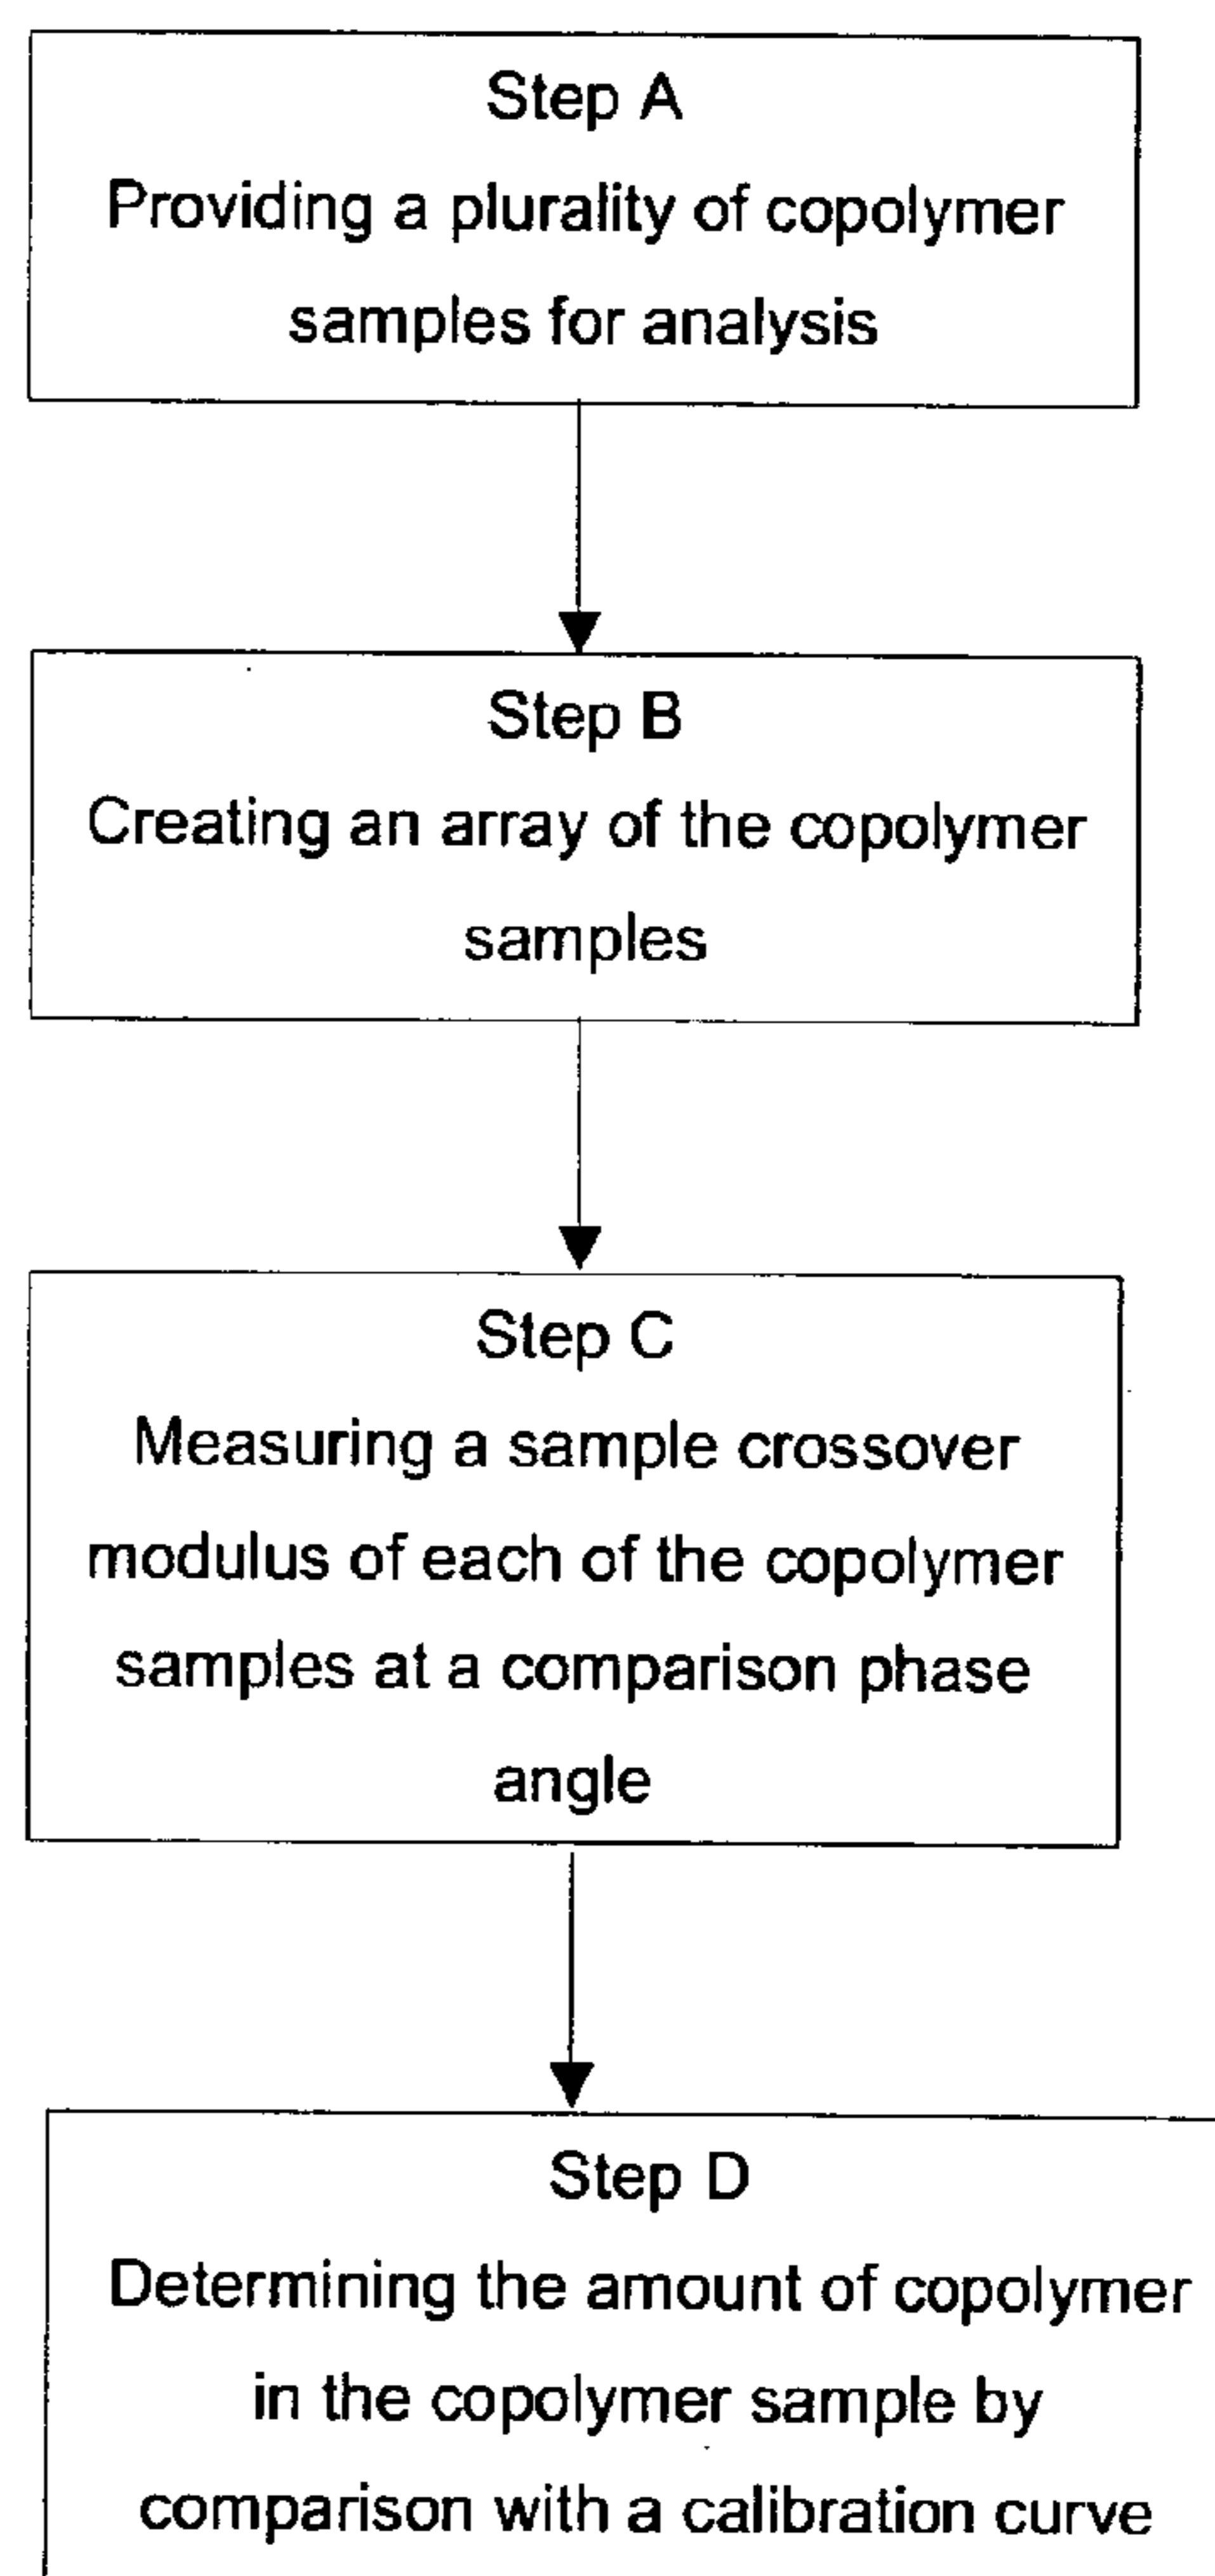 Step A
Providing a plurality of copolymer
samples for analysis
Step B
Creating an array of the copolymer
samples
Step C
Measuring a sample crossover
modulus of each of the copolymer
samples at a comparison phase
angle
Step D
Determining the amount of copolymer
in the copolymer sample by
comparison with a calibration curve